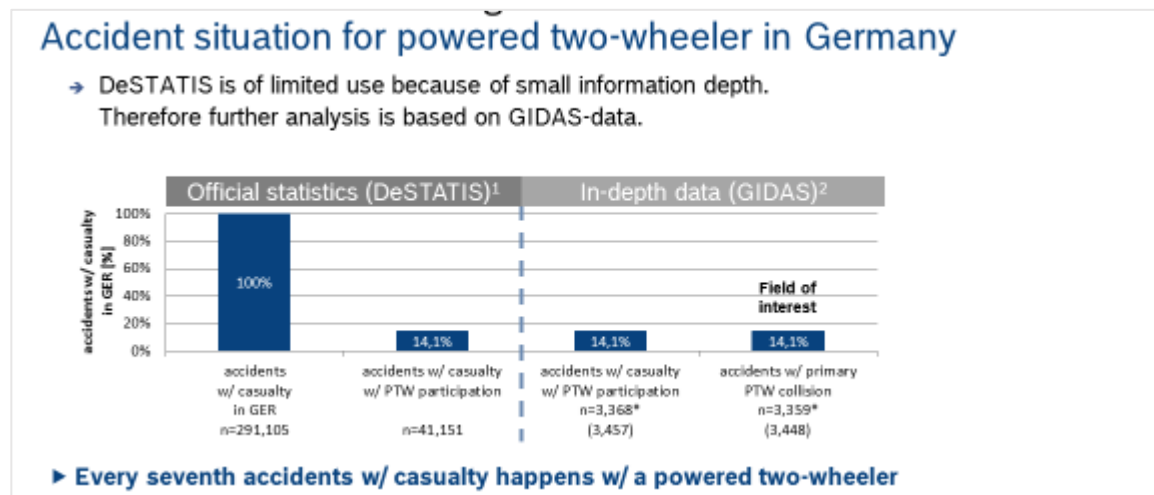 Accident situation for powered two-wheeler in Germany
➔ DeSTATIS is of limited use because of small information depth.
Therefore further analysis is based on GIDAS-data.
Official statistics (DeSTATIS)¹
In-depth data (GIDAS)²
accidents w/ casualty
in GER [%]
100%
80%
60%
40%
20%
0%
100%
14,1%
14,1%
14,1%
Field of
interest
accidents
w/ casualty
in GER
n=291,105
accidents w/ casualty
w/ PTW participation
n=41,151
accidents w/ casualty
w/ PTW participation
n=3,368*
(3,457)
accidents w/ primary
PTW collision
n=3,359*
(3,448)
▶ Every seventh accidents w/ casualty happens w/ a powered two-wheeler